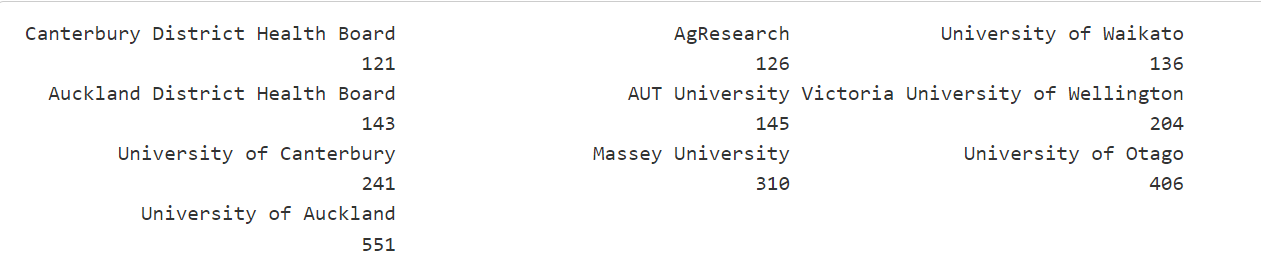 Canterbury District Health Board AgResearch University of Waikato
121 126 136
Auckland District Health Board AUT University Victoria University of Wellington
143 145 204
University of Canterbury Massey University University of Otago
241 310 406
University of Auckland
551